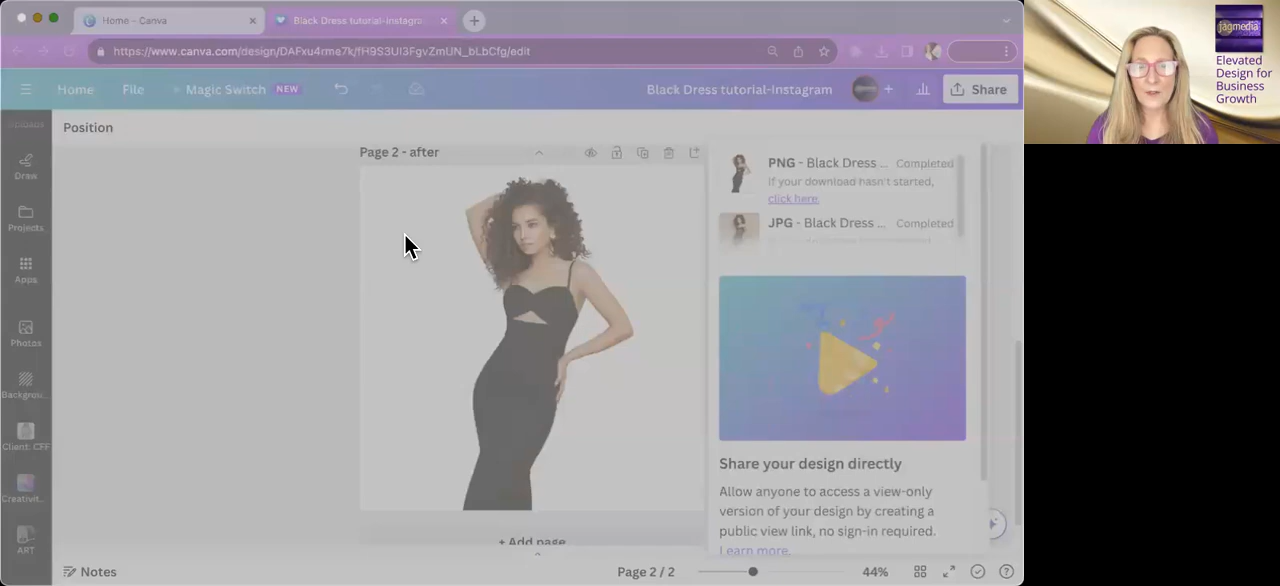 Home - Canva
Black Dress tutorial-Instagra
https://www.canva.com/design/DAFxu4rme7k/fH9S3UI3FgvZmUN_bLbCfg/edit
Home
File
Magic Switch NEW
Black Dress tutorial-Instagram
Share
jagmedia
Elevated
Design for
Business
Growth
Position
Draw
Projects
Apps
Photos
Backgrou...
Client: CFF
Creativit...
ART
Page 2 - after
+ Add page
PNG - Black Dress ... Completed
If your download hasn't started,
click here.
JPG - Black Dress ... Completed
Share your design directly
Allow anyone to access a view-only
version of your design by creating a
public view link, no sign-in required.
Learn more.
Notes
Page 2 / 2
44%